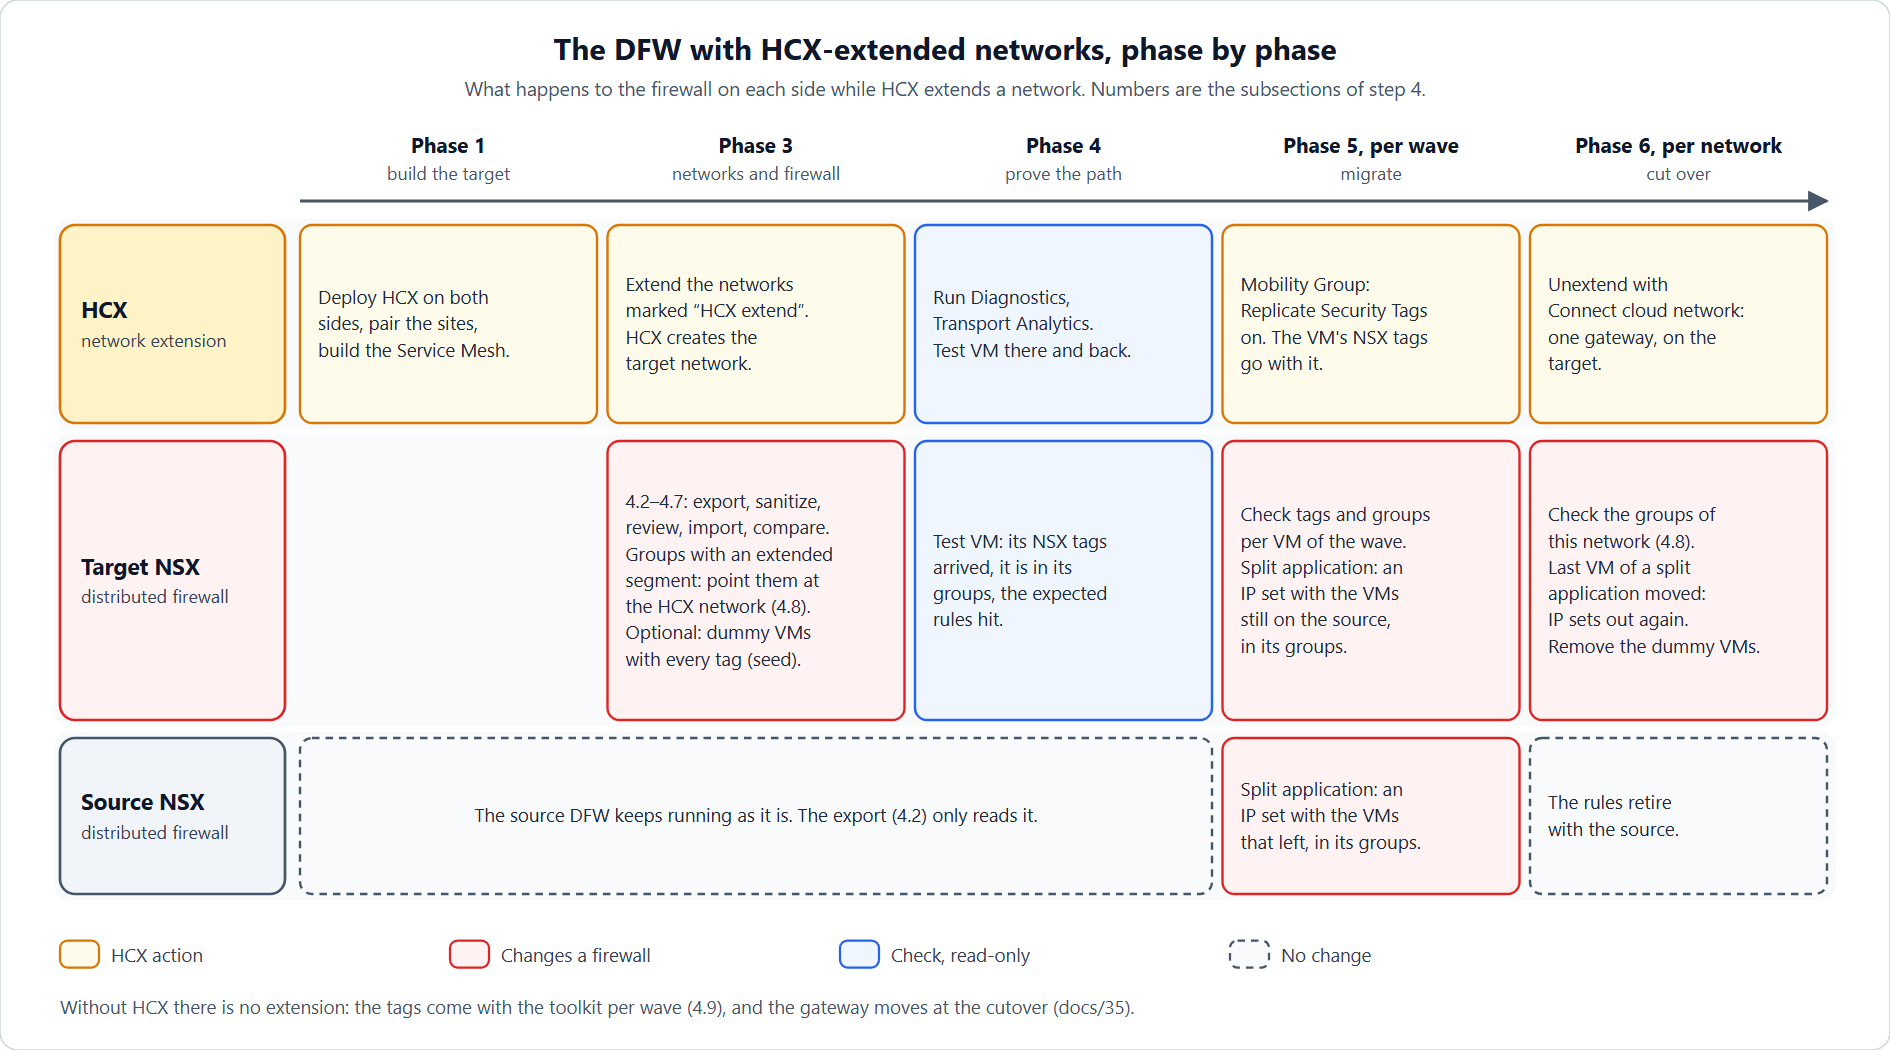 The DFW with HCX-extended networks, phase by phase
What happens to the firewall on each side while HCX extends a network. Numbers are the subsections of step 4.
Phase 1
build the target
Phase 3
networks and firewall
Phase 4
prove the path
Phase 5, per wave
migrate
Phase 6, per network
cut over
HCX
network extension
Deploy HCX on both
sides, pair the sites,
build the Service Mesh.
Extend the networks
marked “HCX extend”.
HCX creates the
target network.
Run Diagnostics,
Transport Analytics.
Test VM there and back.
Mobility Group:
Replicate Security Tags
on. The VM's NSX tags
go with it.
Unextend with
Connect cloud network:
one gateway, on the
target.
Target NSX
distributed firewall
4.2–4.7: export, sanitize,
review, import, compare.
Groups with an extended
segment: point them at
the HCX network (4.8).
Optional: dummy VMs
with every tag (seed).
Test VM: its NSX tags
arrived, it is in its
groups, the expected
rules hit.
Check tags and groups
per VM of the wave.
Split application: an
IP set with the VMs
still on the source,
in its groups.
Check the groups of
this network (4.8).
Last VM of a split
application moved:
IP sets out again.
Remove the dummy VMs.
Source NSX
distributed firewall
The source DFW keeps running as it is. The export (4.2) only reads it.
Split application: an
IP set with the VMs
that left, in its groups.
The rules retire
with the source.
HCX action
Changes a firewall
Check, read-only
No change
Without HCX there is no extension: the tags come with the toolkit per wave (4.9), and the gateway moves at the cutover (docs/35).